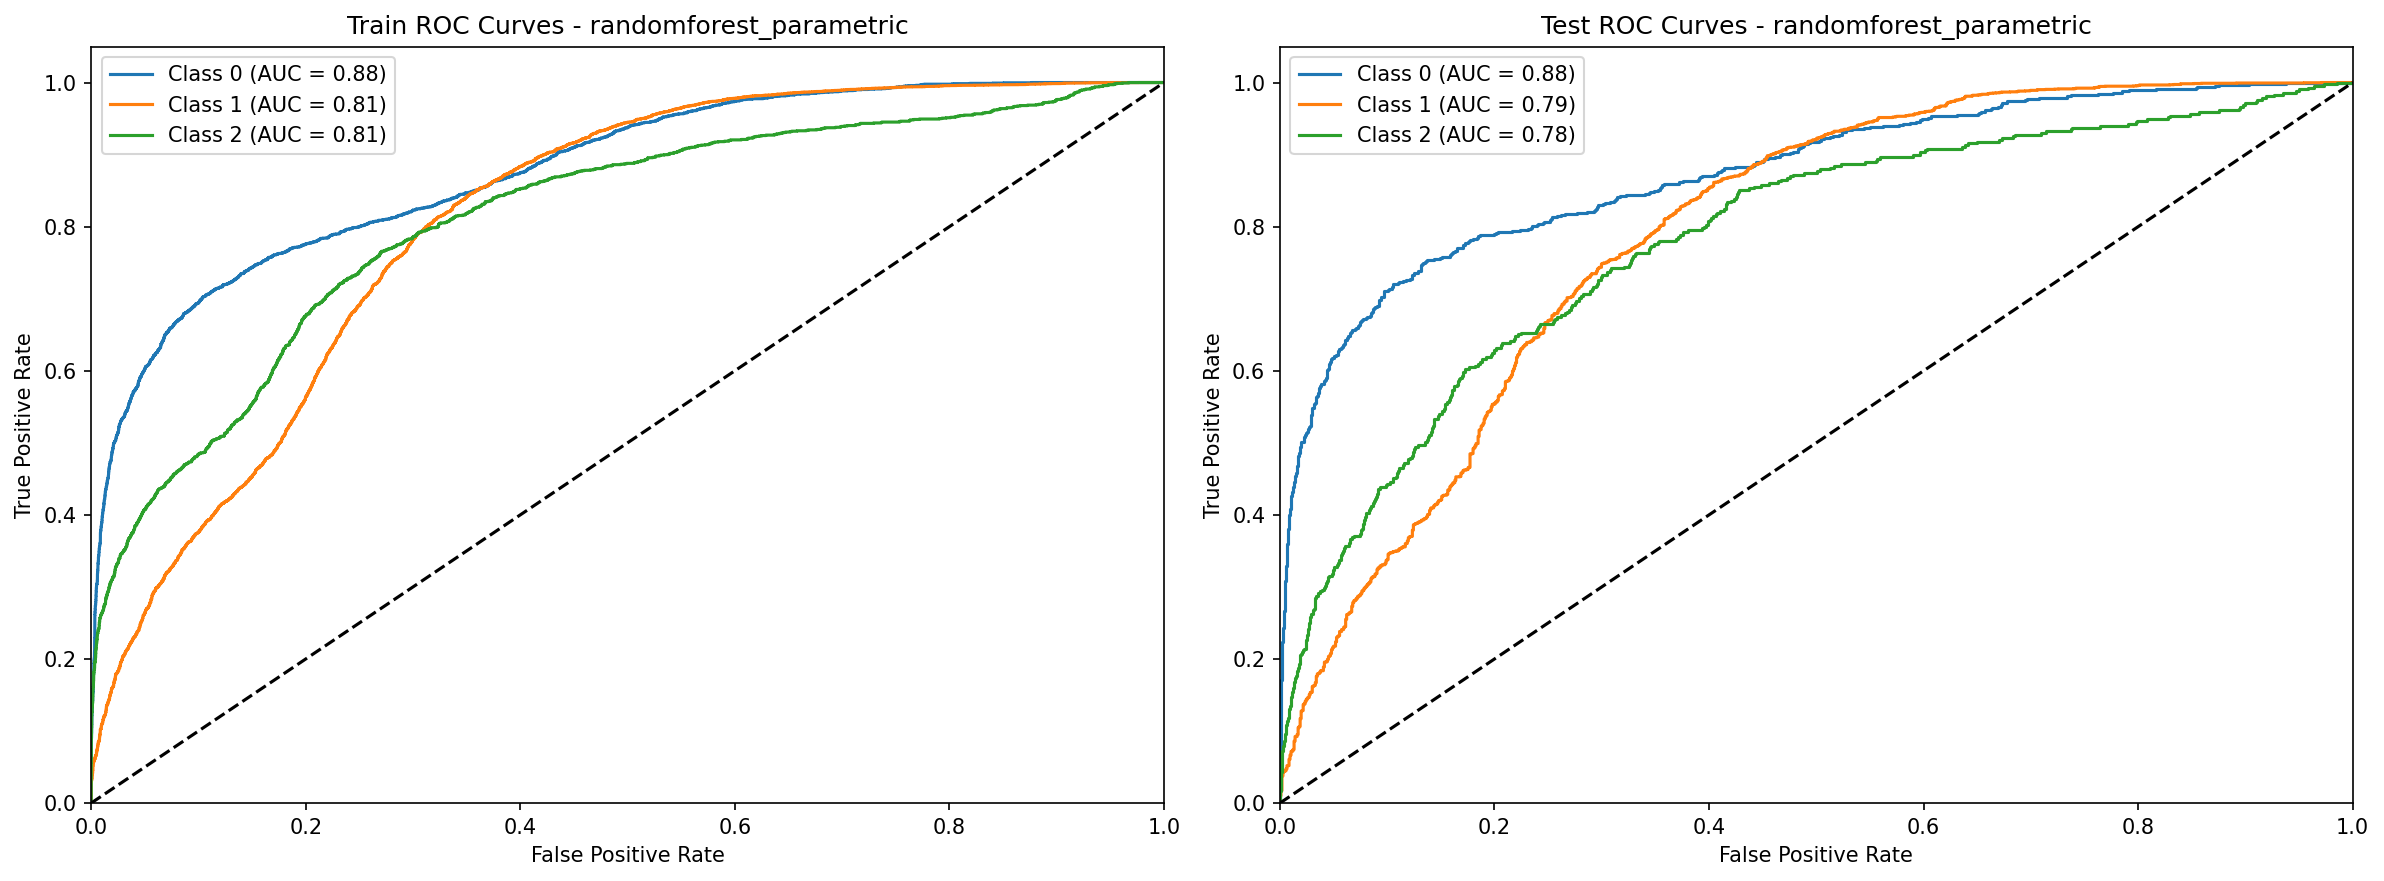 Train ROC Curves - randomforest_parametric
Class 0 (AUC = 0.88)
Class 1 (AUC = 0.81)
Class 2 (AUC = 0.81)
True Positive Rate
1.0
0.8
0.6
0.4
0.2
0.0
0.0 0.2 0.4 0.6 0.8 1.0
False Positive Rate
Test ROC Curves - randomforest_parametric
Class 0 (AUC = 0.88)
Class 1 (AUC = 0.79)
Class 2 (AUC = 0.78)
True Positive Rate
1.0
0.8
0.6
0.4
0.2
0.0
0.0 0.2 0.4 0.6 0.8 1.0
False Positive Rate